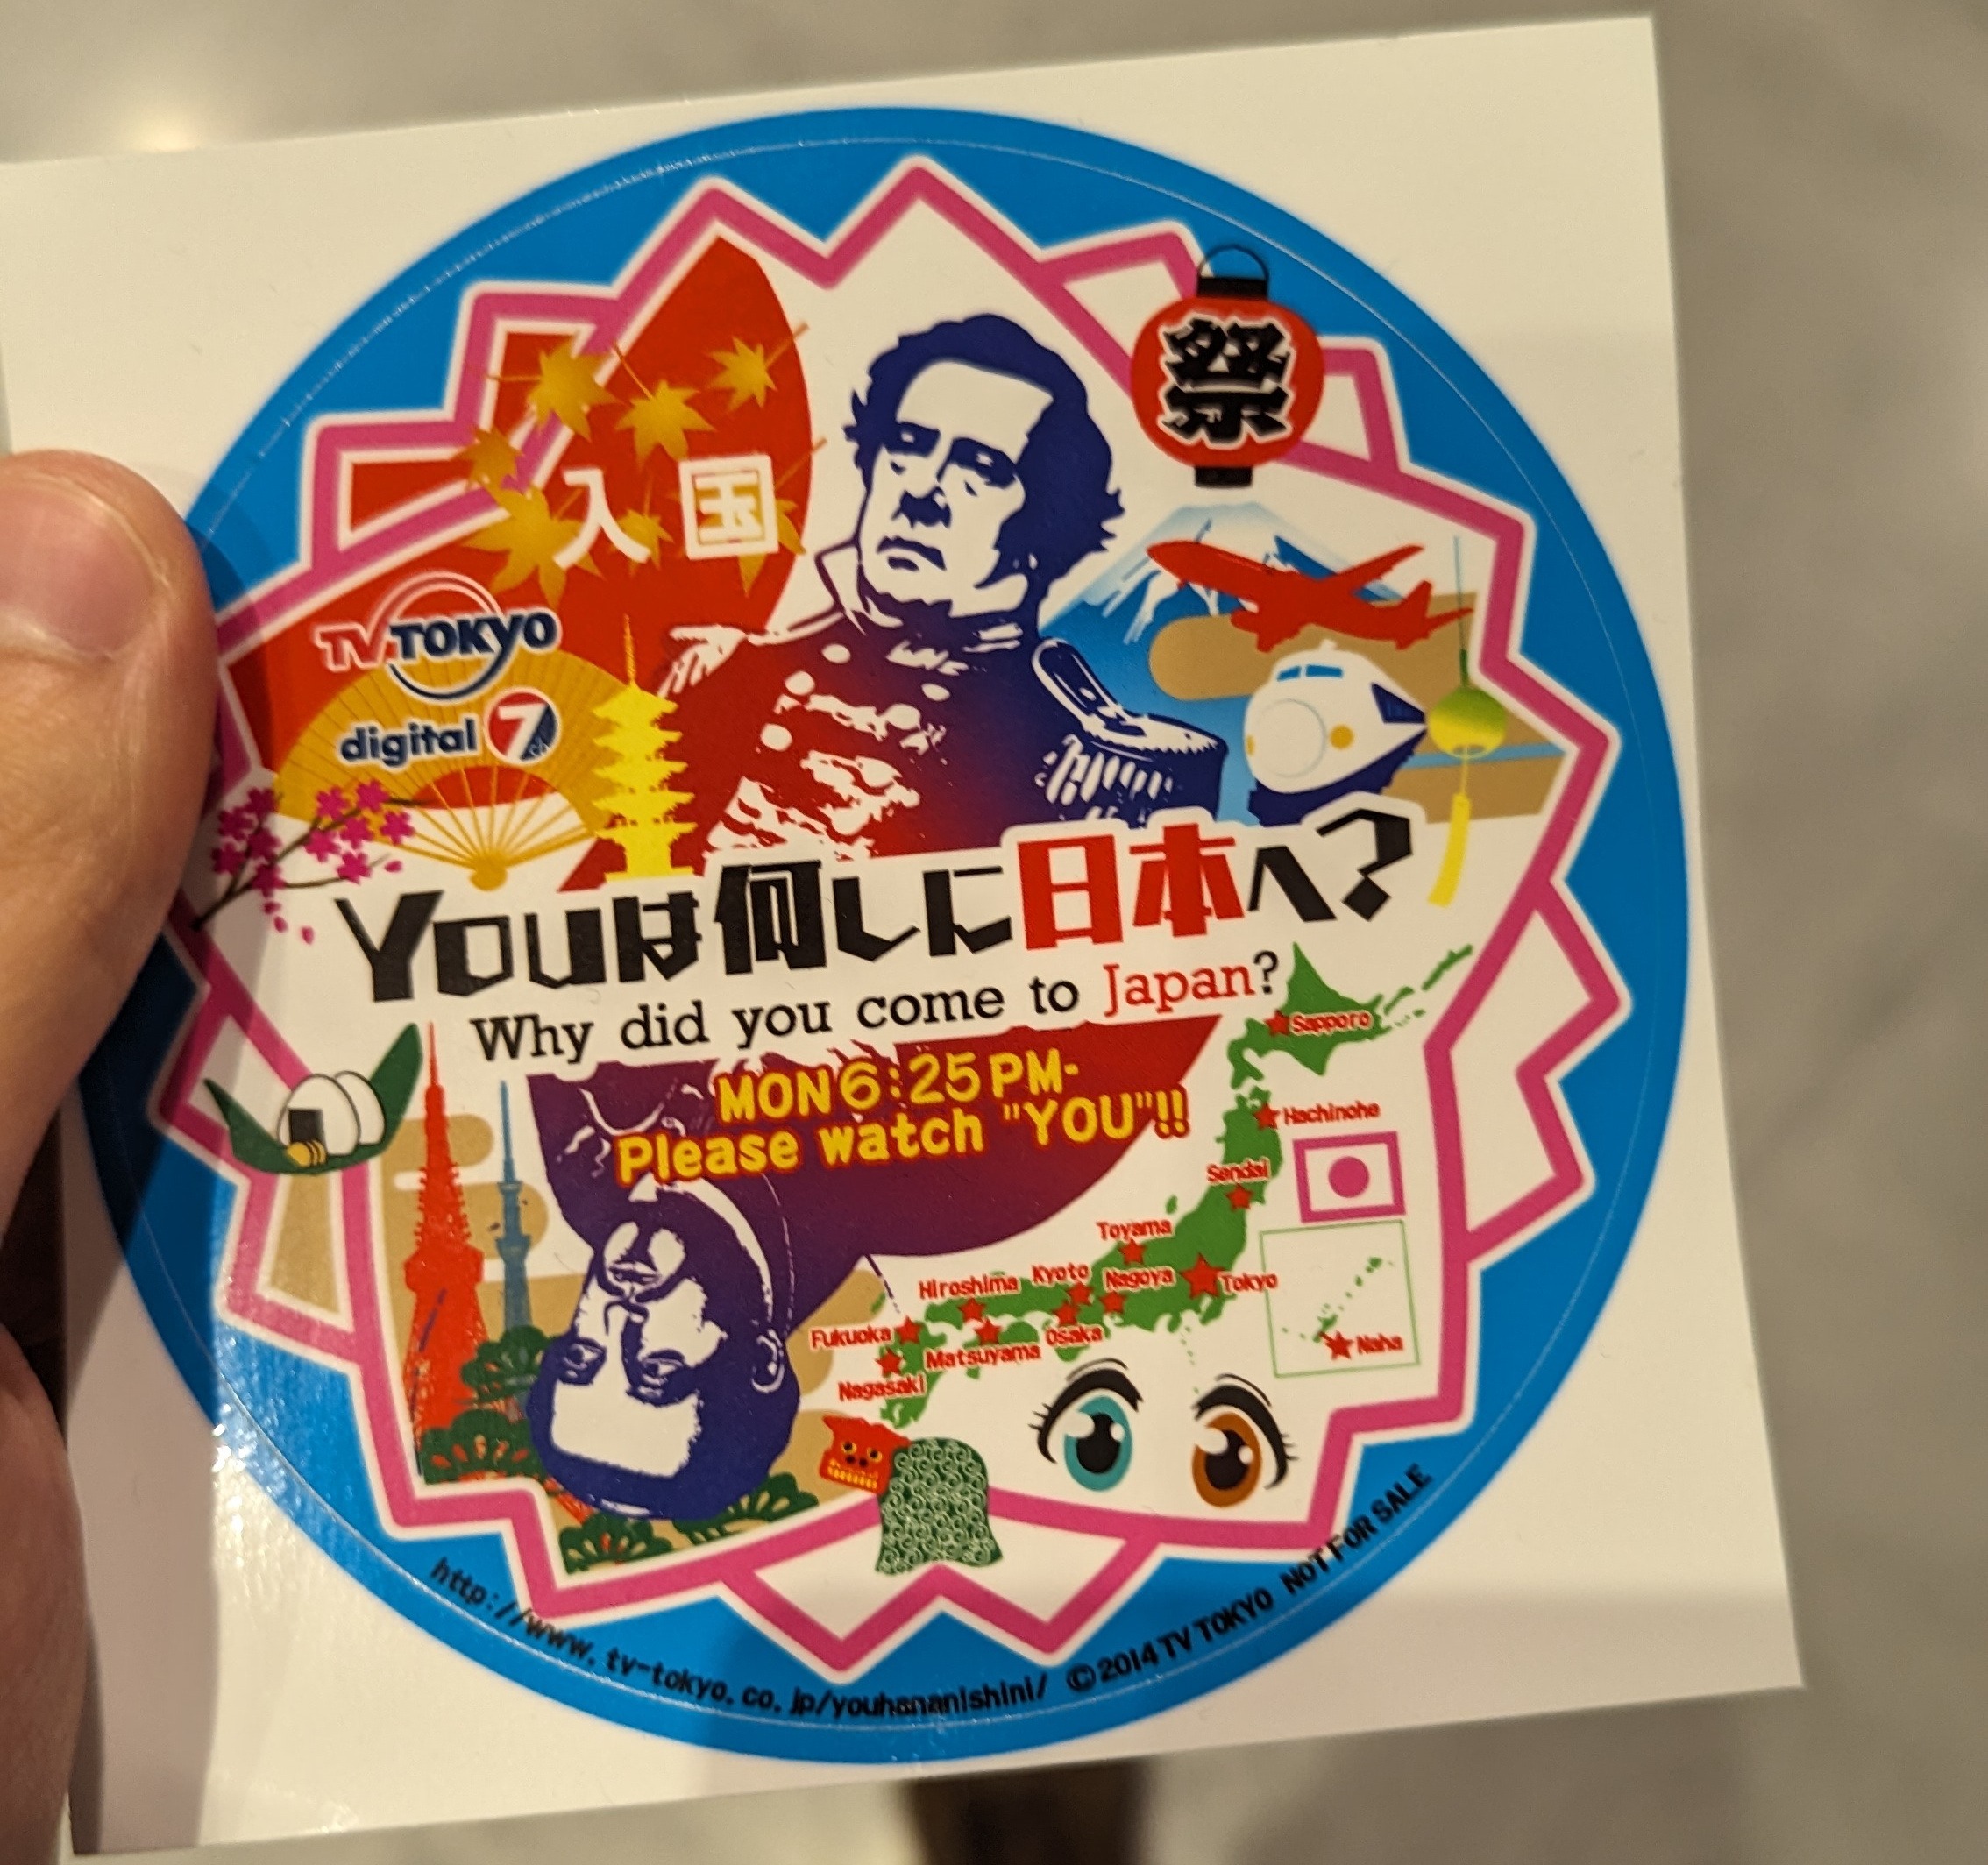 祭
入国
TV TOKYO
digital 7ch
YOUは何しに日本へ?
Why did you come to Japan?
MON 6:25 PM-
Please watch "YOU"!!
Sapporo
Hachinohe
Sendai
Toyama
Hiroshima Kyoto Nagoya Tokyo
Fukuoka Matsuyama Osaka
Naha
Nagasaki
http://www.tv-tokyo.co.jp/youhananishini/ ©2014 TV TOKYO NOT FOR SALE